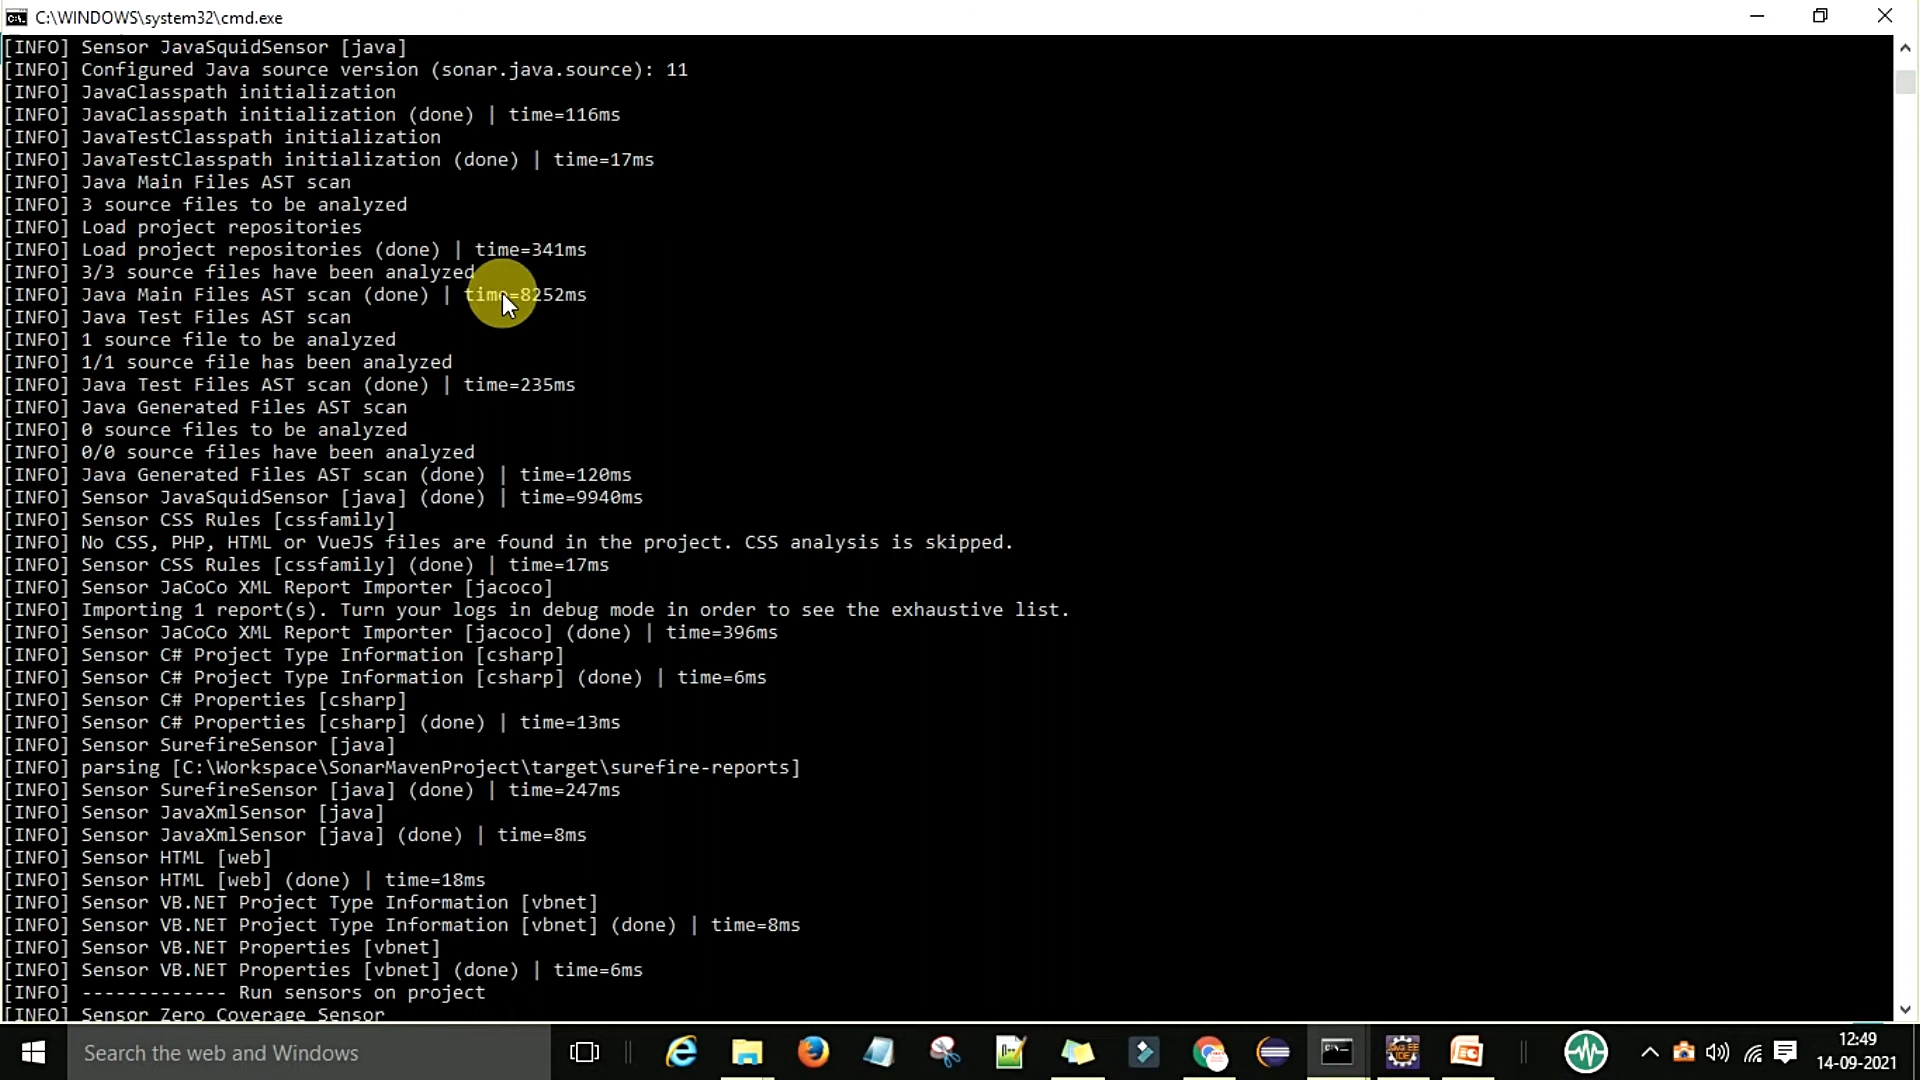 C:\WINDOWS\system32\cmd.exe
[INFO] Sensor JavaSquidSensor [java]
[INFO] Configured Java source version (sonar.java.source): 11
[INFO] JavaClasspath initialization
[INFO] JavaClasspath initialization (done) | time=116ms
[INFO] JavaTestClasspath initialization
[INFO] JavaTestClasspath initialization (done) | time=17ms
[INFO] Java Main Files AST scan
[INFO] 3 source files to be analyzed
[INFO] Load project repositories
[INFO] Load project repositories (done) | time=341ms
[INFO] 3/3 source files have been analyzed
[INFO] Java Main Files AST scan (done) | time=8252ms
[INFO] Java Test Files AST scan
[INFO] 1 source file to be analyzed
[INFO] 1/1 source file has been analyzed
[INFO] Java Test Files AST scan (done) | time=235ms
[INFO] Java Generated Files AST scan
[INFO] 0 source files to be analyzed
[INFO] 0/0 source files have been analyzed
[INFO] Java Generated Files AST scan (done) | time=120ms
[INFO] Sensor JavaSquidSensor [java] (done) | time=9940ms
[INFO] Sensor CSS Rules [cssfamily]
[INFO] No CSS, PHP, HTML or VueJS files are found in the project. CSS analysis is skipped.
[INFO] Sensor CSS Rules [cssfamily] (done) | time=17ms
[INFO] Sensor JaCoCo XML Report Importer [jacoco]
[INFO] Importing 1 report(s). Turn your logs in debug mode in order to see the exhaustive list.
[INFO] Sensor JaCoCo XML Report Importer [jacoco] (done) | time=396ms
[INFO] Sensor C# Project Type Information [csharp]
[INFO] Sensor C# Project Type Information [csharp] (done) | time=6ms
[INFO] Sensor C# Properties [csharp]
[INFO] Sensor C# Properties [csharp] (done) | time=13ms
[INFO] Sensor SurefireSensor [java]
[INFO] parsing [C:\Workspace\SonarMavenProject\target\surefire-reports]
[INFO] Sensor SurefireSensor [java] (done) | time=247ms
[INFO] Sensor JavaXmlSensor [java]
[INFO] Sensor JavaXmlSensor [java] (done) | time=8ms
[INFO] Sensor HTML [web]
[INFO] Sensor HTML [web] (done) | time=18ms
[INFO] Sensor VB.NET Project Type Information [vbnet]
[INFO] Sensor VB.NET Project Type Information [vbnet] (done) | time=8ms
[INFO] Sensor VB.NET Properties [vbnet]
[INFO] Sensor VB.NET Properties [vbnet] (done) | time=6ms
[INFO] ------------- Run sensors on project
[INFO] Sensor Zero Coverage Sensor
Search the web and Windows
12:49
14-09-2021